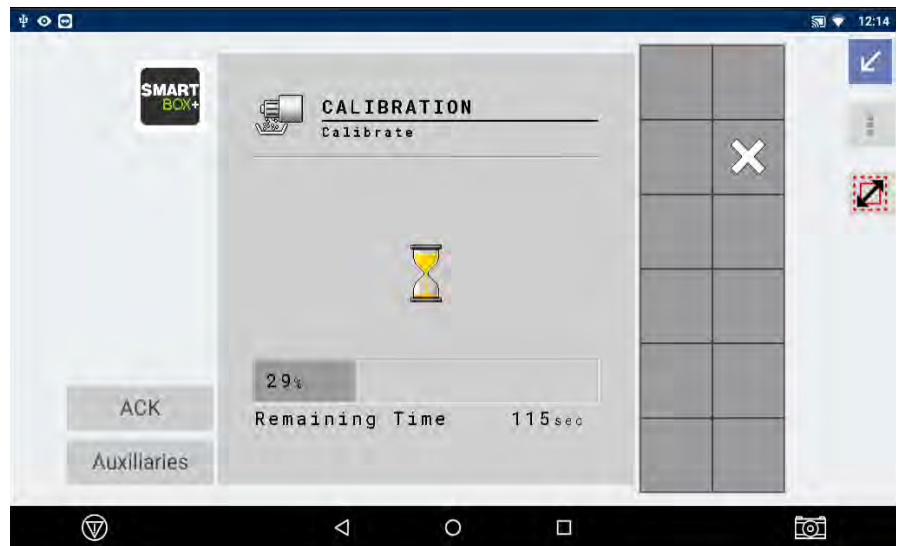 12:14
SMART
BOX+
CALIBRATION
Calibrate
29%
Remaining Time 115sec
ACK
Auxiliaries